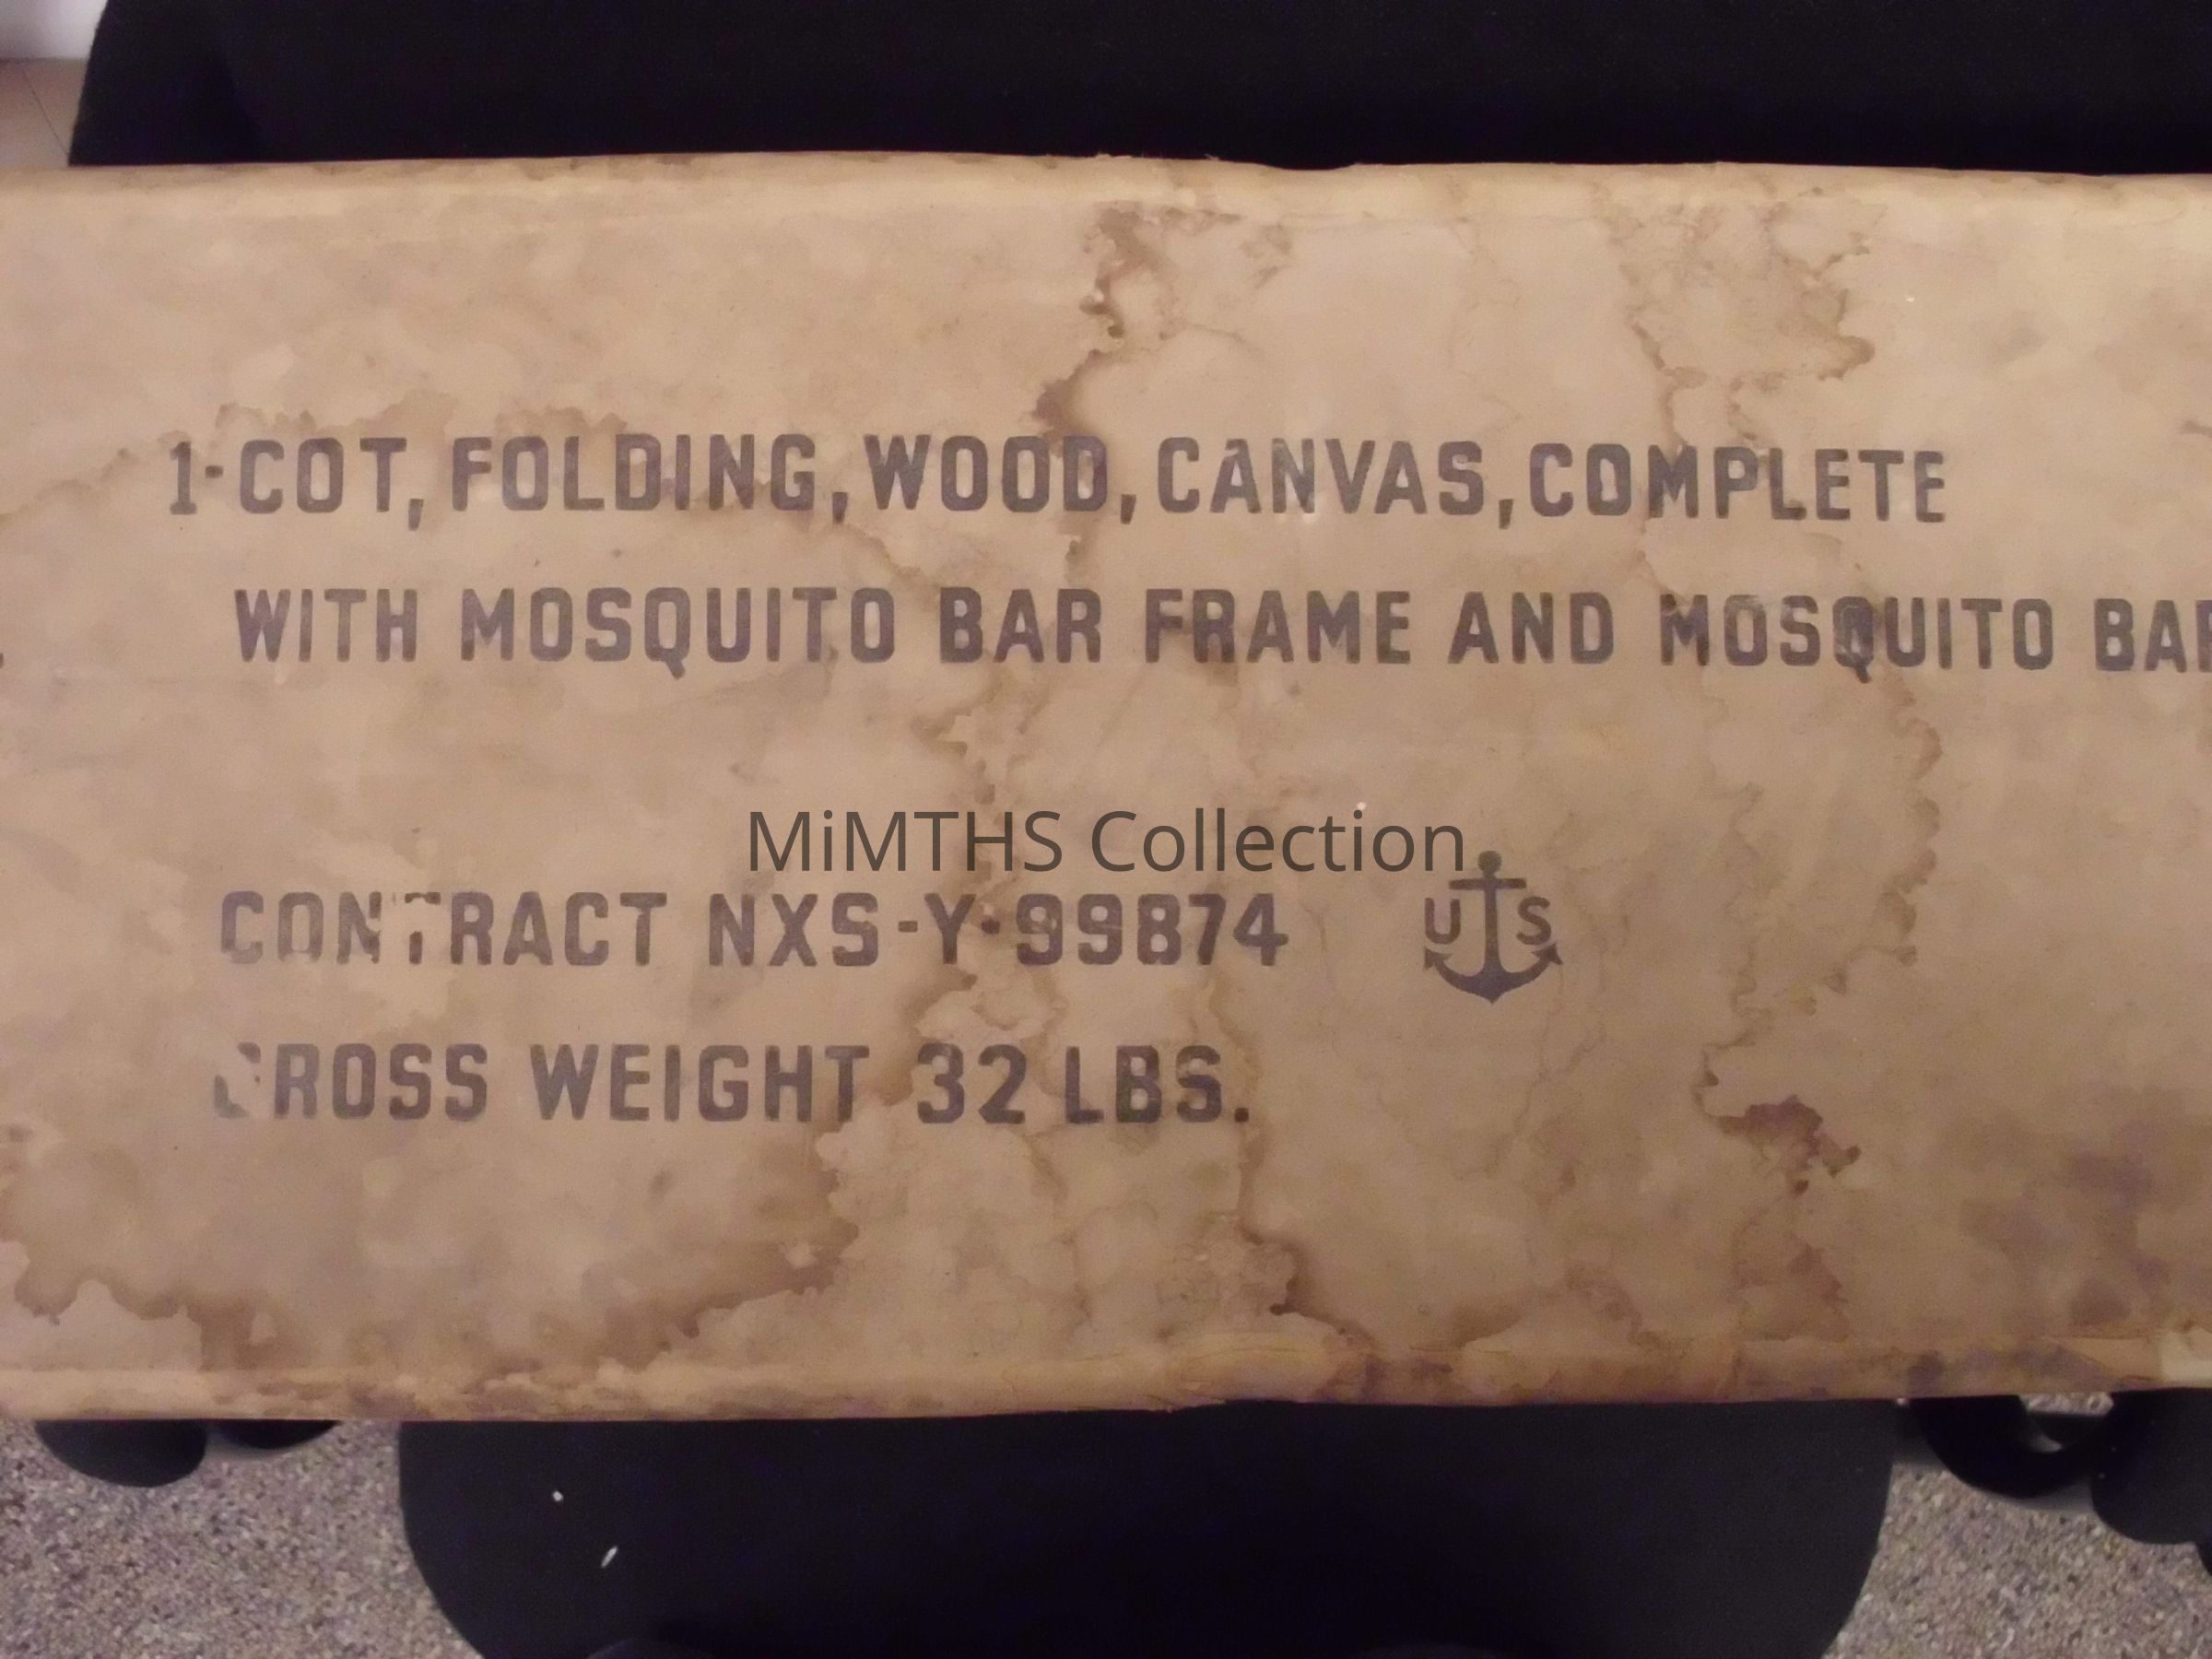 1-COT, FOLDING, WOOD, CANVAS, COMPLETE
WITH MOSQUITO BAR FRAME AND MOSQUITO BAR
MiMTHS Collection
CONTRACT NXS-Y-99874
U S
GROSS WEIGHT 32 LBS.